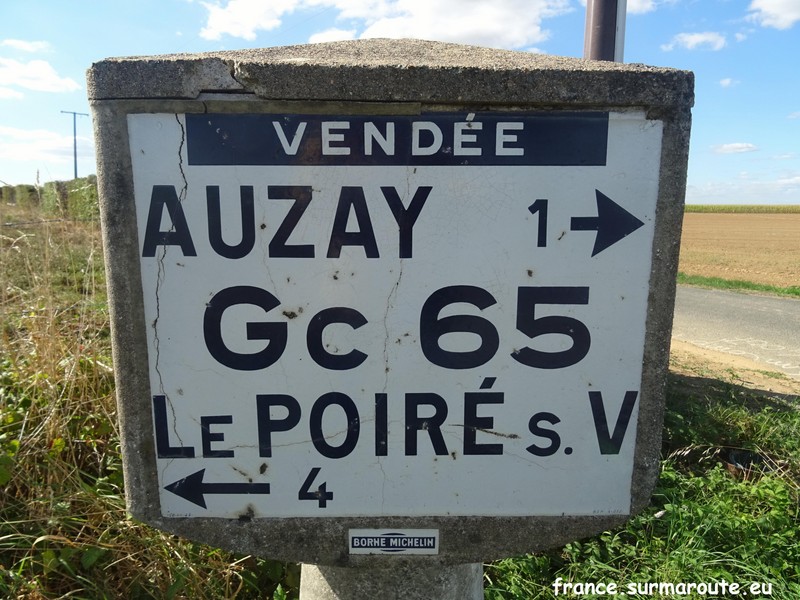 VENDÉE
AUZAY 1
Gc 65
LE POIRÉ s. V
4
BORNE MICHELIN
france.surmaroute.eu